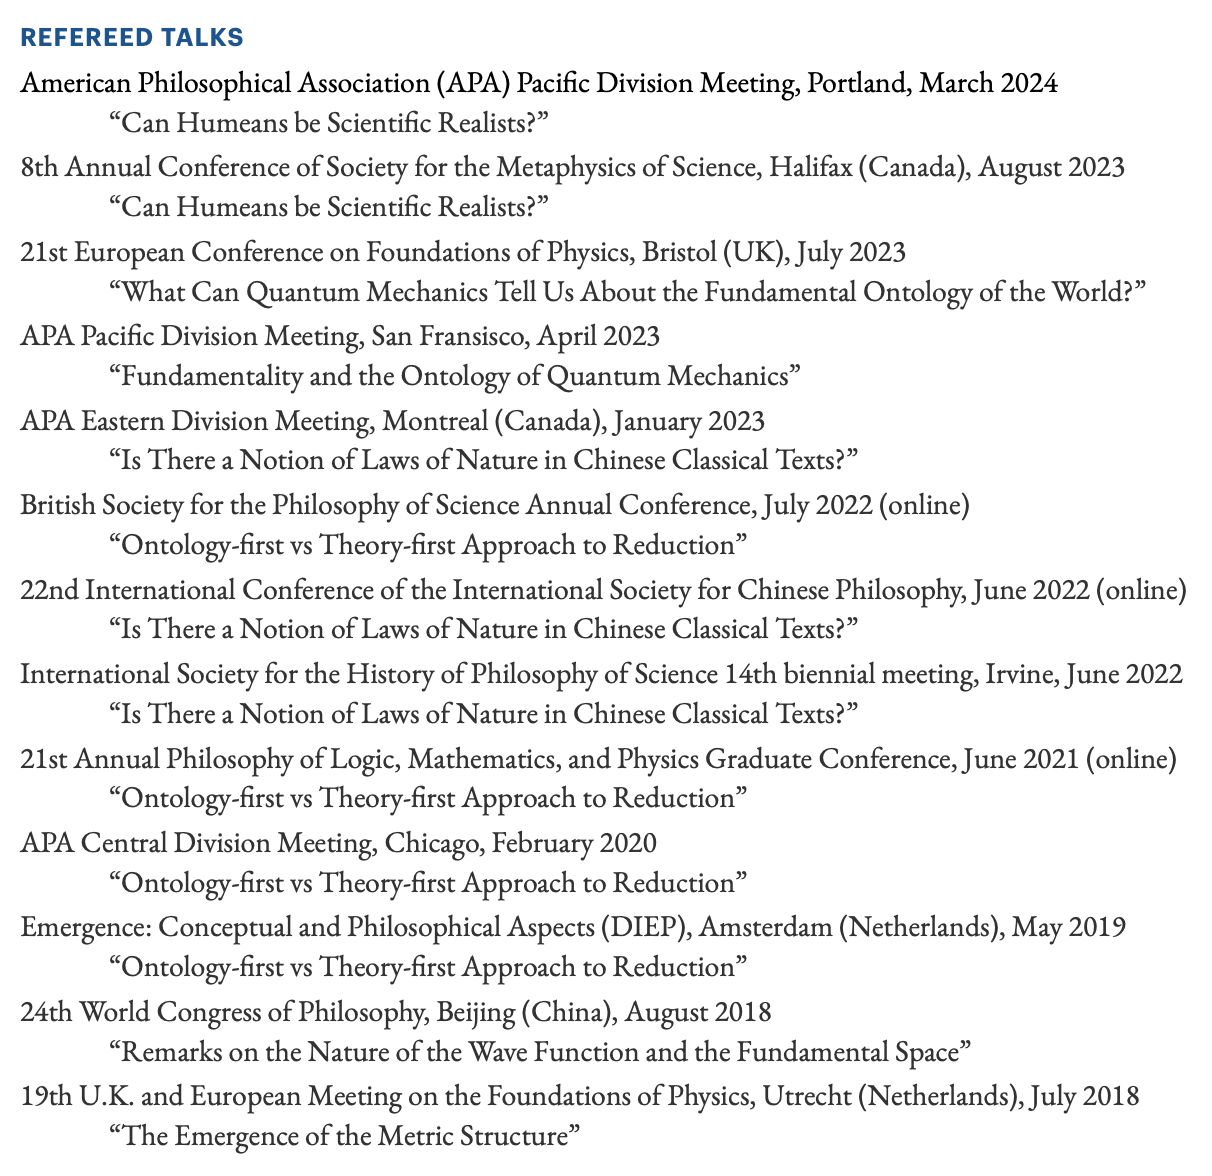 REFEREED TALKS
American Philosophical Association (APA) Pacific Division Meeting, Portland, March 2024
“Can Humeans be Scientific Realists?”
8th Annual Conference of Society for the Metaphysics of Science, Halifax (Canada), August 2023
“Can Humeans be Scientific Realists?”
21st European Conference on Foundations of Physics, Bristol (UK), July 2023
“What Can Quantum Mechanics Tell Us About the Fundamental Ontology of the World?”
APA Pacific Division Meeting, San Fransisco, April 2023
“Fundamentality and the Ontology of Quantum Mechanics”
APA Eastern Division Meeting, Montreal (Canada), January 2023
“Is There a Notion of Laws of Nature in Chinese Classical Texts?”
British Society for the Philosophy of Science Annual Conference, July 2022 (online)
“Ontology-first vs Theory-first Approach to Reduction”
22nd International Conference of the International Society for Chinese Philosophy, June 2022 (online)
“Is There a Notion of Laws of Nature in Chinese Classical Texts?”
International Society for the History of Philosophy of Science 14th biennial meeting, Irvine, June 2022
“Is There a Notion of Laws of Nature in Chinese Classical Texts?”
21st Annual Philosophy of Logic, Mathematics, and Physics Graduate Conference, June 2021 (online)
“Ontology-first vs Theory-first Approach to Reduction”
APA Central Division Meeting, Chicago, February 2020
“Ontology-first vs Theory-first Approach to Reduction”
Emergence: Conceptual and Philosophical Aspects (DIEP), Amsterdam (Netherlands), May 2019
“Ontology-first vs Theory-first Approach to Reduction”
24th World Congress of Philosophy, Beijing (China), August 2018
“Remarks on the Nature of the Wave Function and the Fundamental Space”
19th U.K. and European Meeting on the Foundations of Physics, Utrecht (Netherlands), July 2018
“The Emergence of the Metric Structure”